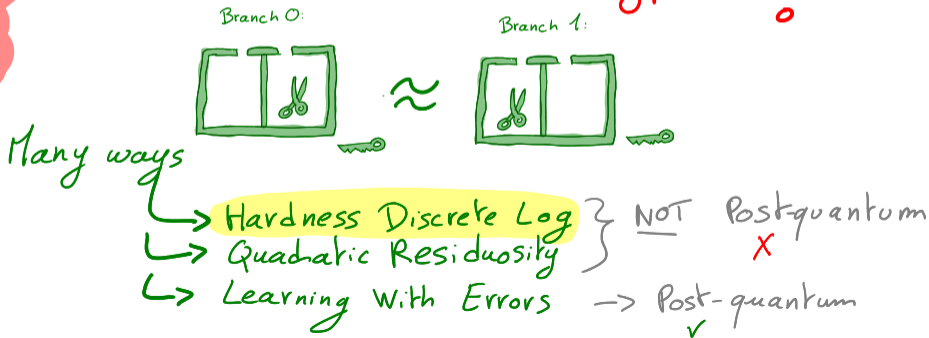 Branch 0:
Branch 1:
≈
Many ways
Hardness Discrete Log
Quadratic Residuosity
NOT Post-quantum
X
Learning With Errors → Post-quantum
✓